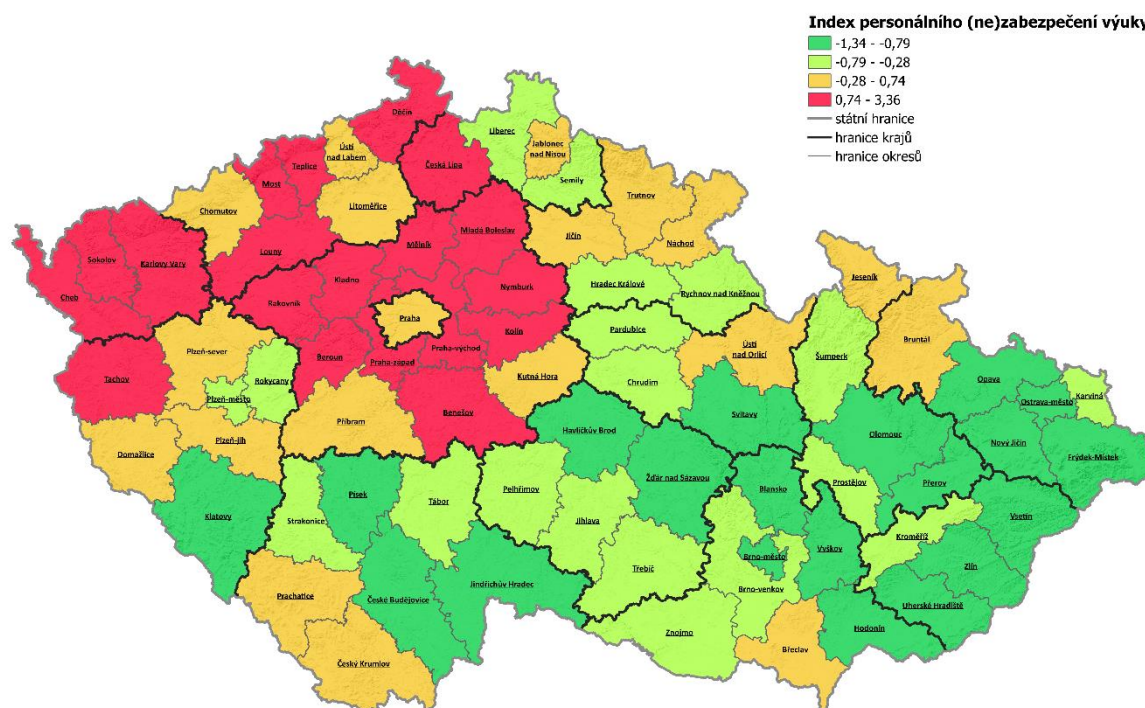 Index personálního (ne)zabezpečení výuky
-1,34 - -0,79
-0,79 - -0,28
-0,28 - 0,74
0,74 - 3,36
státní hranice
hranice krajů
hranice okresů
Děčín
Liberec
Ústí
nad Labem
Jablonec
nad Nisou
Česká Lípa
Teplice
Most
Semily
Chomutov
Litoměřice
Trutnov
Mladá Boleslav
Jičín
Náchod
Mělník
Louny
Sokolov
Karlovy Vary
Kladno
Nymburk
Jeseník
Cheb
Rakovník
Hradec Králové
Rychnov nad Kněžnou
Praha
Kolín
Pardubice
Bruntál
Plzeň-sever
Beroun
Praha-západ
Praha-východ
Ústí
nad Orlicí
Šumperk
Tachov
Rokycany
Kutná Hora
Chrudim
Opava
Plzeň-město
Ostrava-město
Karviná
Benešov
Svitavy
Příbram
Havlíčkův Brod
Olomouc
Nový Jičín
Plzeň-jih
Domažlice
Frýdek-Místek
Žďár nad Sázavou
Přerov
Blansko
Prostějov
Klatovy
Písek
Tábor
Pelhřimov
Strakonice
Jihlava
Vsetín
Kroměříž
Vyškov
Brno-město
Zlín
Třebíč
Jindřichův Hradec
Brno-venkov
Prachatice
České Budějovice
Uherské Hradiště
Znojmo
Hodonín
Břeclav
Český Krumlov